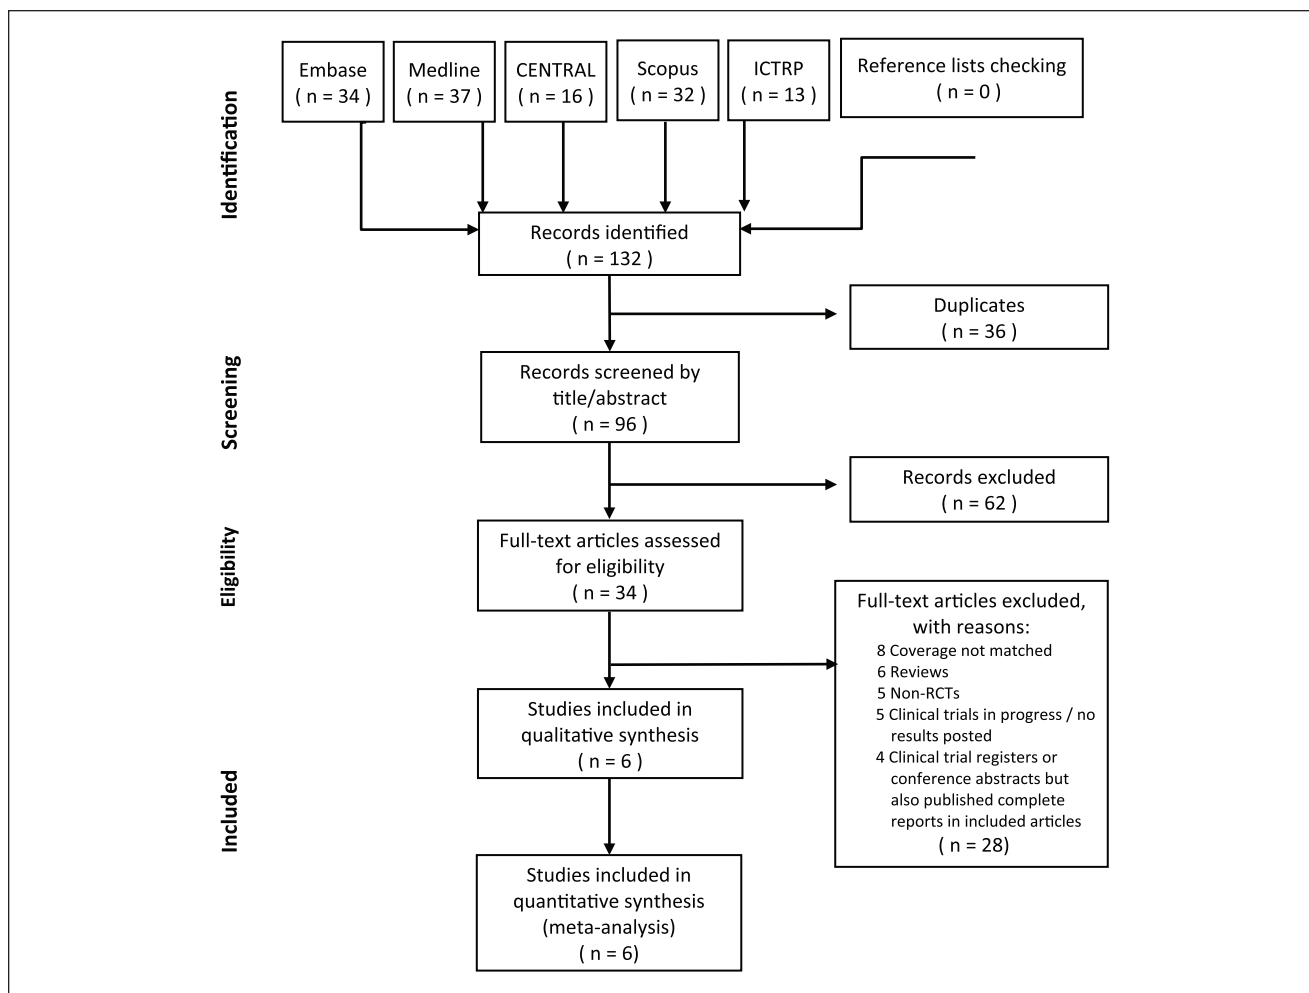 Identification
Embase
( n = 34 )
Medline
( n = 37 )
CENTRAL
( n = 16 )
Scopus
( n = 32 )
ICTRP
( n = 13 )
Reference lists checking
( n = 0 )
Records identified
( n = 132 )
Duplicates
( n = 36 )
Screening
Records screened by
title/abstract
( n = 96 )
Records excluded
( n = 62 )
Eligibility
Full-text articles assessed
for eligibility
( n = 34 )
Full-text articles excluded,
with reasons:
8 Coverage not matched
6 Reviews
5 Non-RCTs
5 Clinical trials in progress / no
results posted
4 Clinical trial registers or
conference abstracts but
also published complete
reports in included articles
( n = 28)
Included
Studies included in
qualitative synthesis
( n = 6 )
Studies included in
quantitative synthesis
(meta-analysis)
( n = 6)